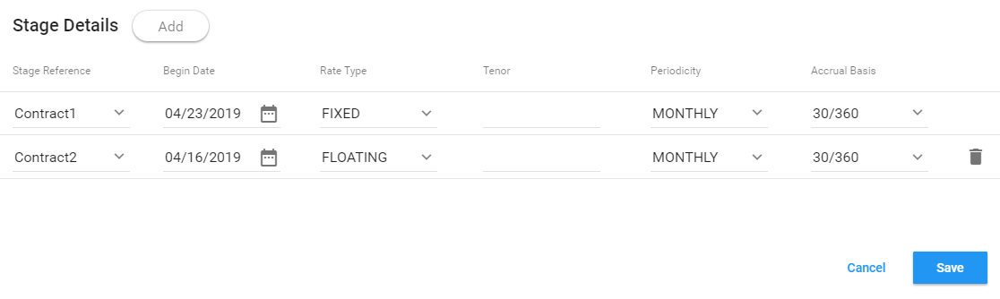 Stage Details Add
Stage Reference Begin Date Rate Type Tenor Periodicity Accrual Basis
Contract1 04/23/2019 FIXED MONTHLY 30/360
Contract2 04/16/2019 FLOATING MONTHLY 30/360
Cancel Save